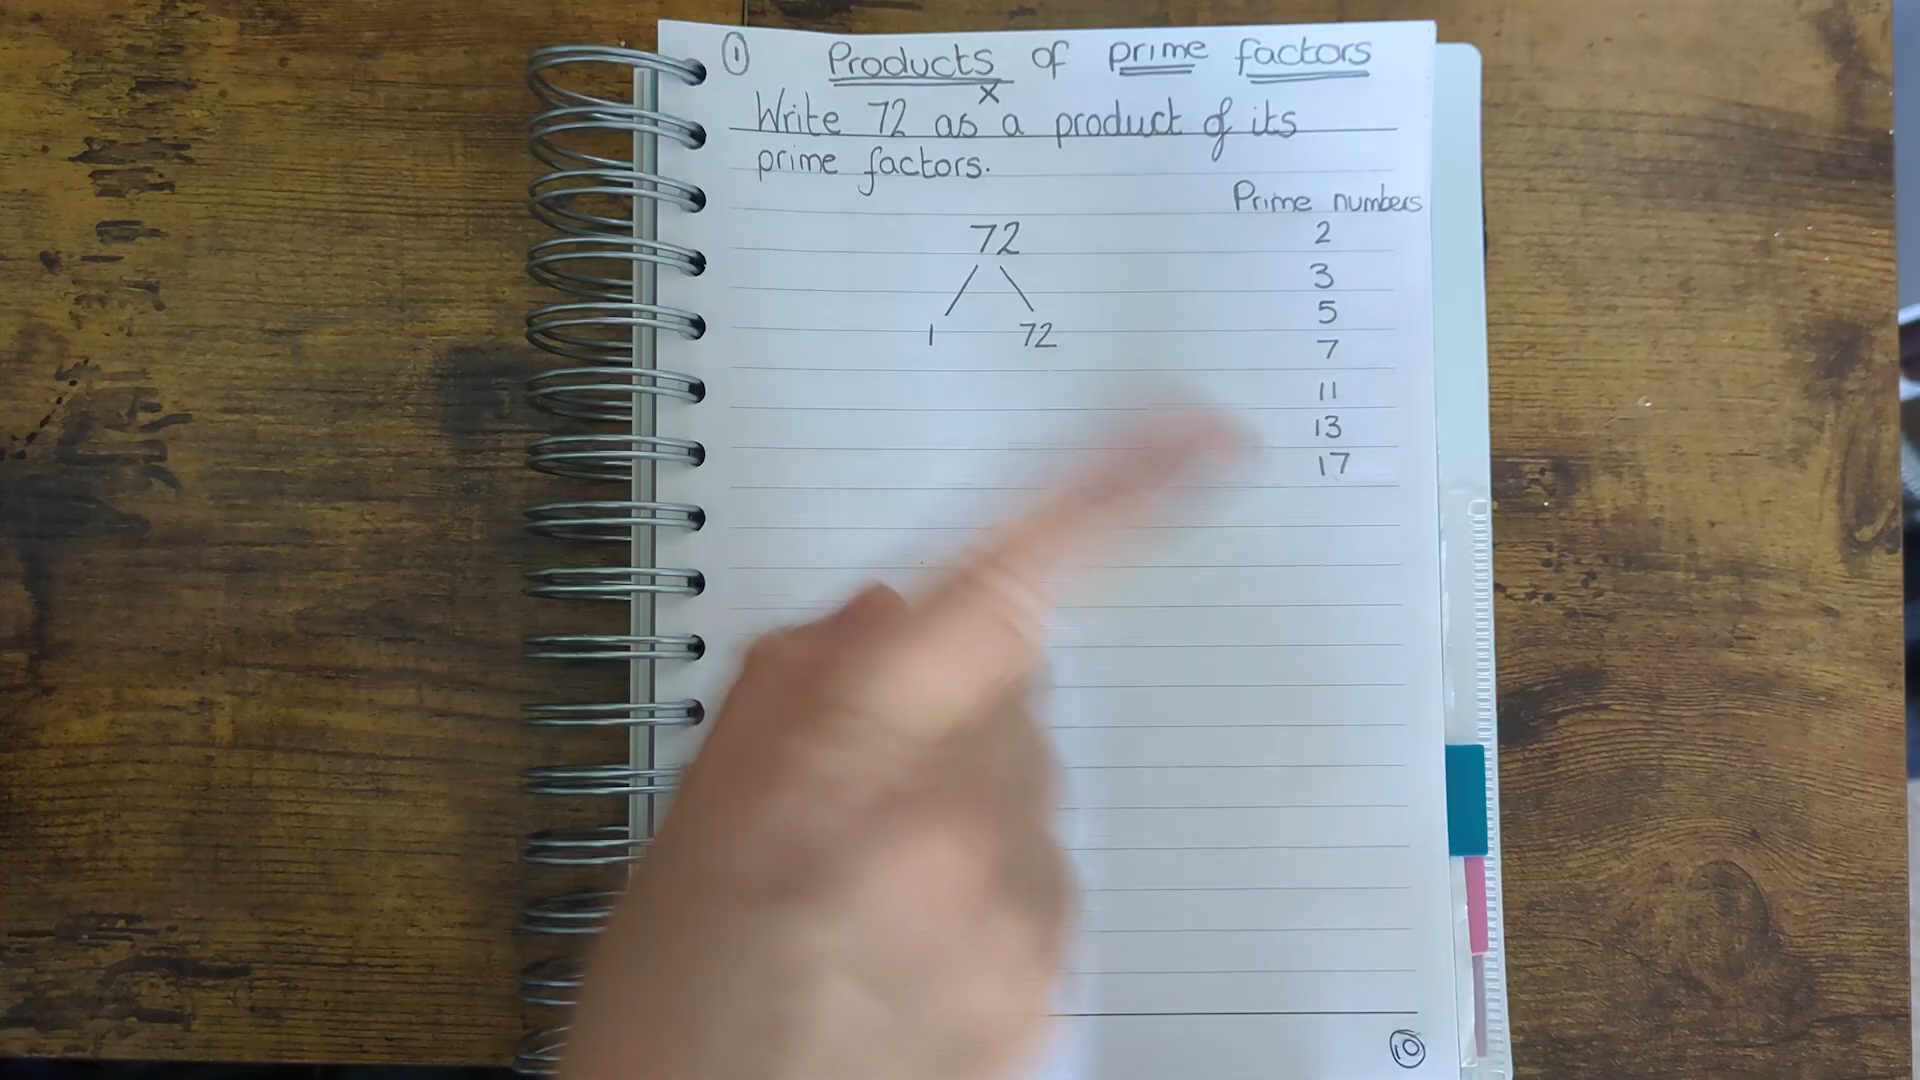 ① Products of prime factors
x
Write 72 as a product of its
prime factors.
Prime numbers
72
2
3
5
1 72
7
11
13
17
10